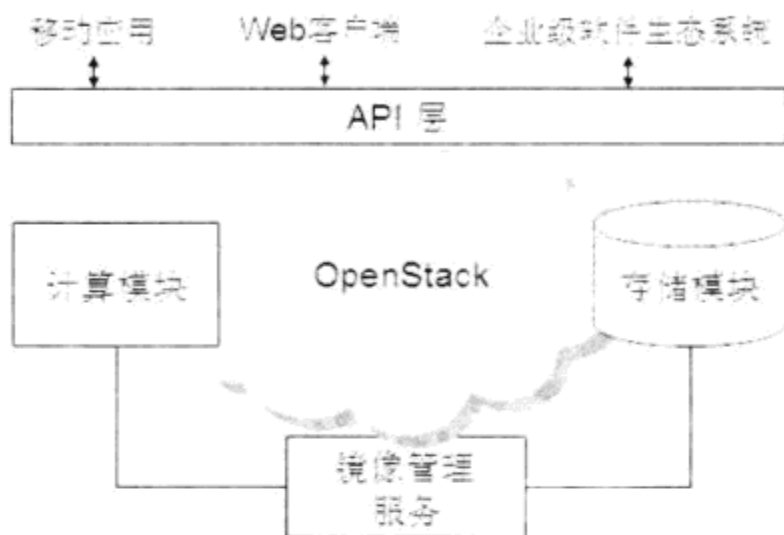 移动应用
Web客户端
企业级软件生态系统
API 层
计算模块
OpenStack
存储模块
镜像管理
服务